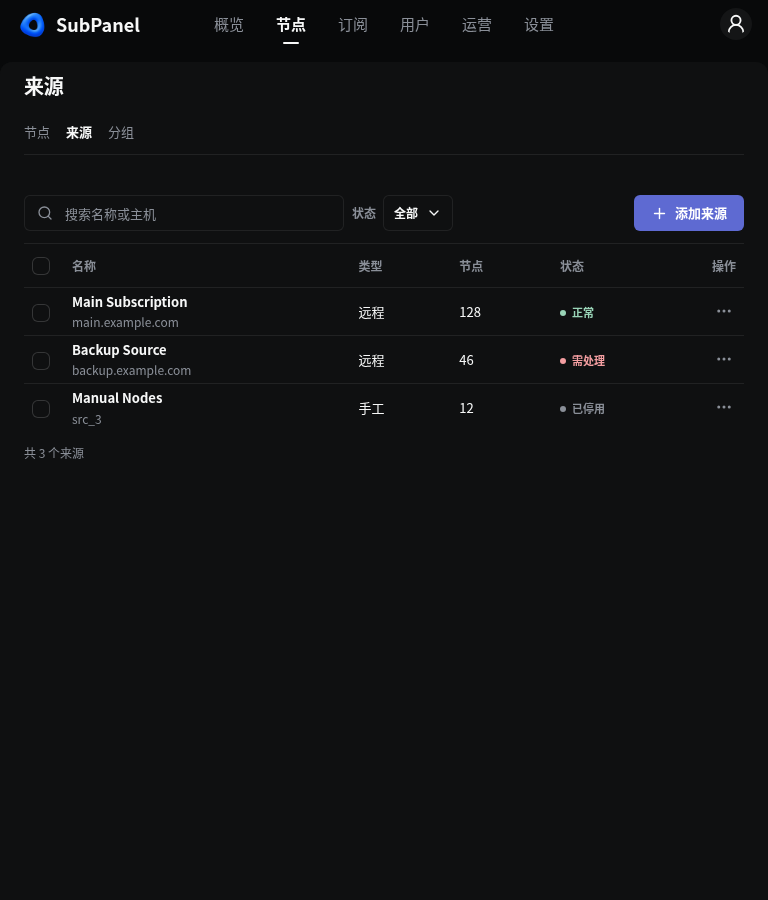 SubPanel 概览 节点 订阅 用户 运营 设置
来源
节点 来源 分组
搜索名称或主机 状态 全部 添加来源
名称 类型 节点 状态 操作
Main Subscription
main.example.com 远程 128 正常
Backup Source
backup.example.com 远程 46 需处理
Manual Nodes
src_3 手工 12 已停用
共 3 个来源